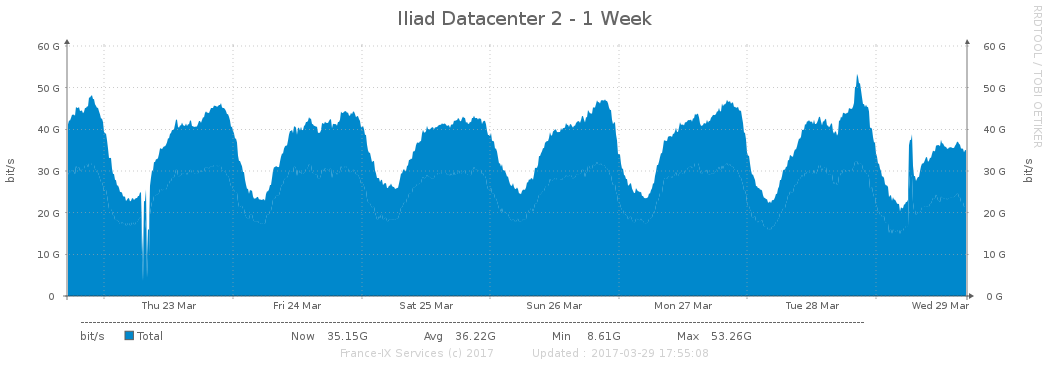 Iliad Datacenter 2 - 1 Week
RRDTOOL / TOBI OETIKER
60 G 60 G
50 G 50 G
40 G 40 G
30 G 30 G
20 G 20 G
10 G 10 G
0 0 G
bit/s
bit/s
Thu 23 Mar Fri 24 Mar Sat 25 Mar Sun 26 Mar Mon 27 Mar Tue 28 Mar Wed 29 Mar
bit/s Total Now 35.15G Avg 36.22G Min 8.61G Max 53.26G
France-IX Services (c) 2017 Updated : 2017-03-29 17:55:08